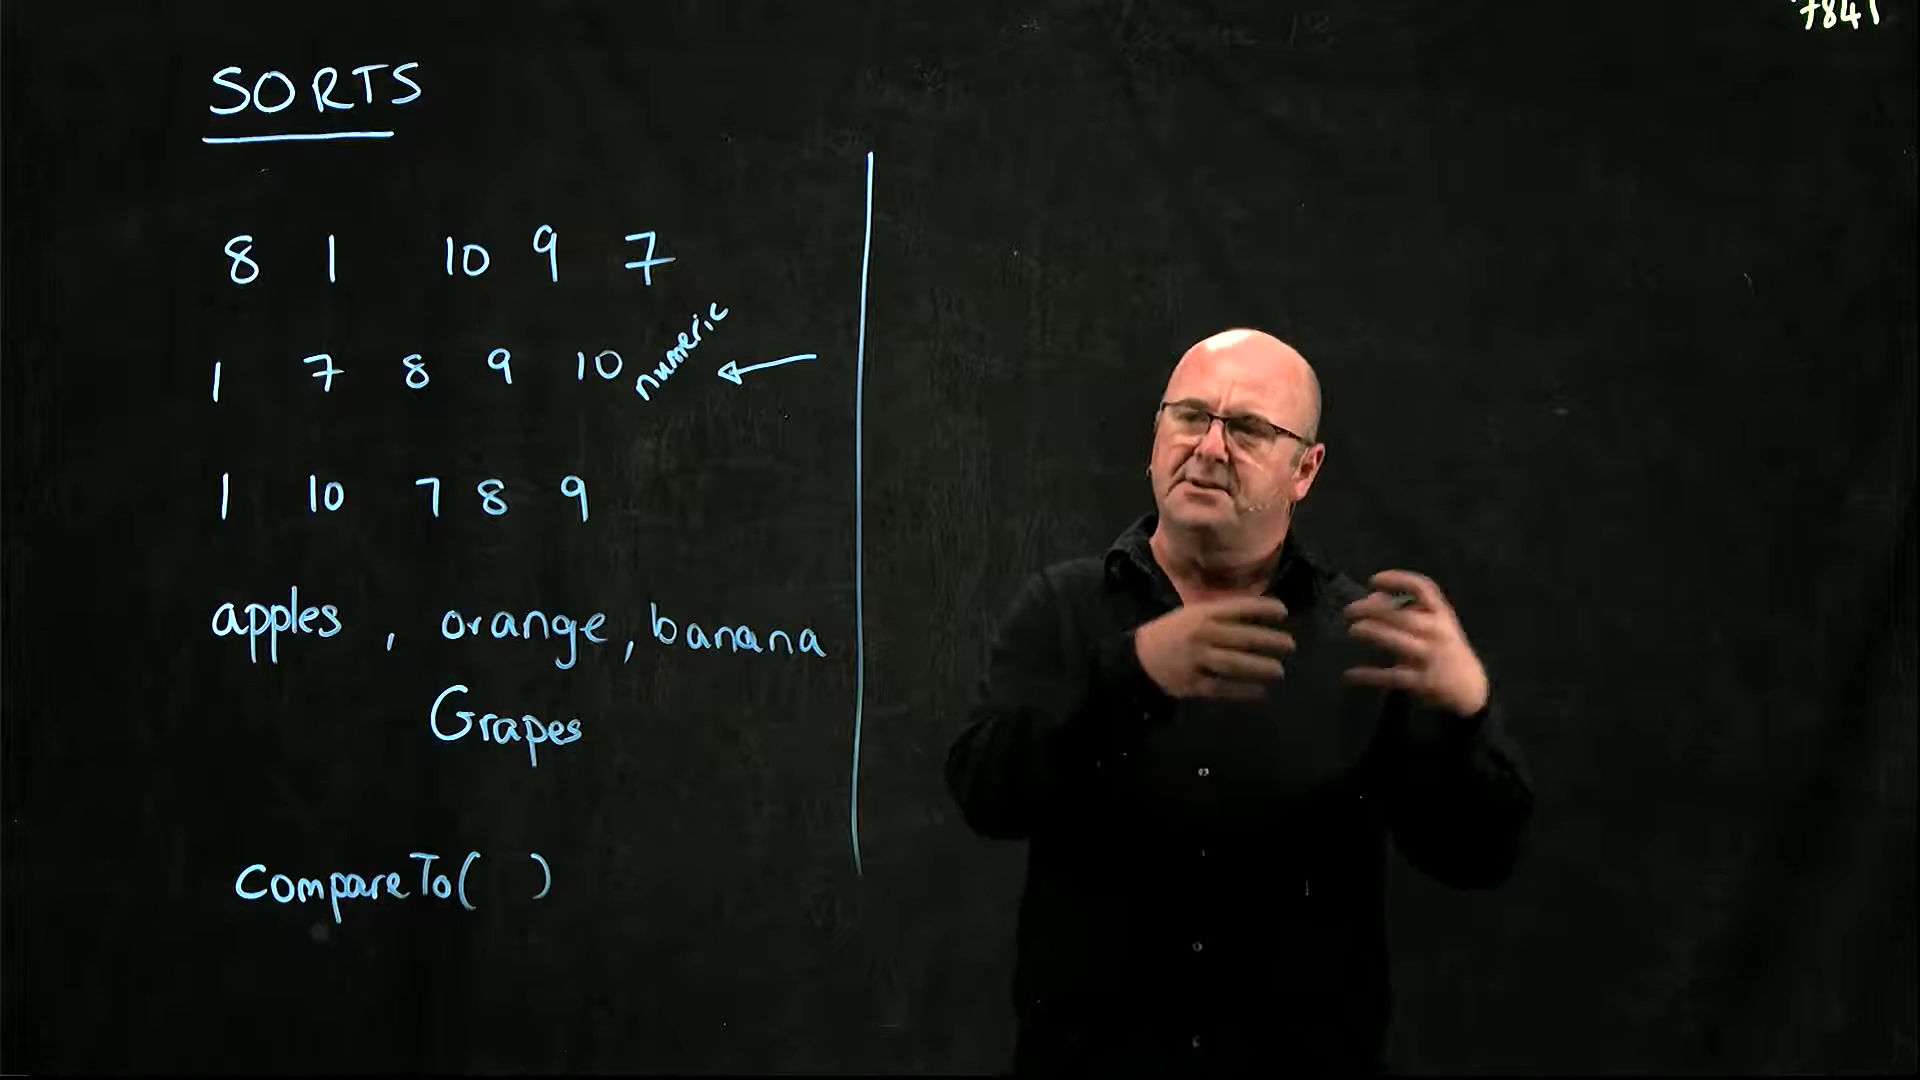 SORTS
8 1 10 9 7
1 7 8 9 10 numeric
1 10 7 8 9
apples , orange, banana
Grapes
CompareTo( )